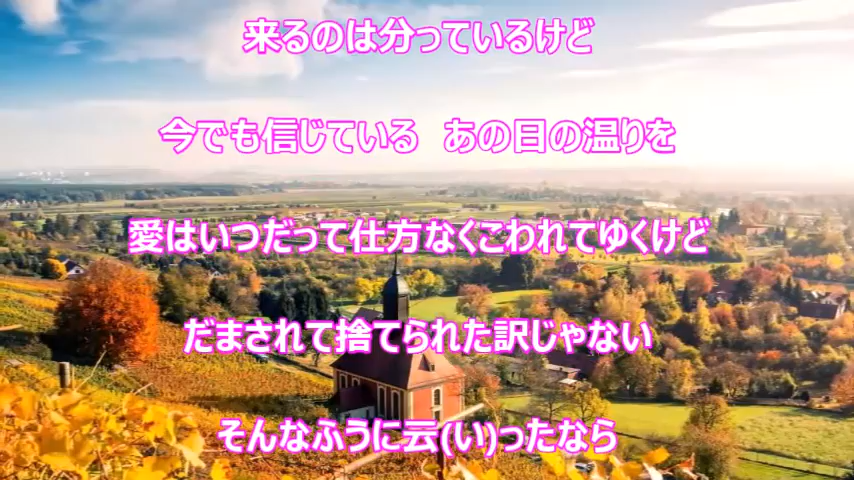 来るのは分っているけど
今でも信じている　あの日の温りを
愛はいつだって仕方なくこわれてゆくけど
だまされて捨てられた訳じゃない
そんなふうに云(い)ったなら